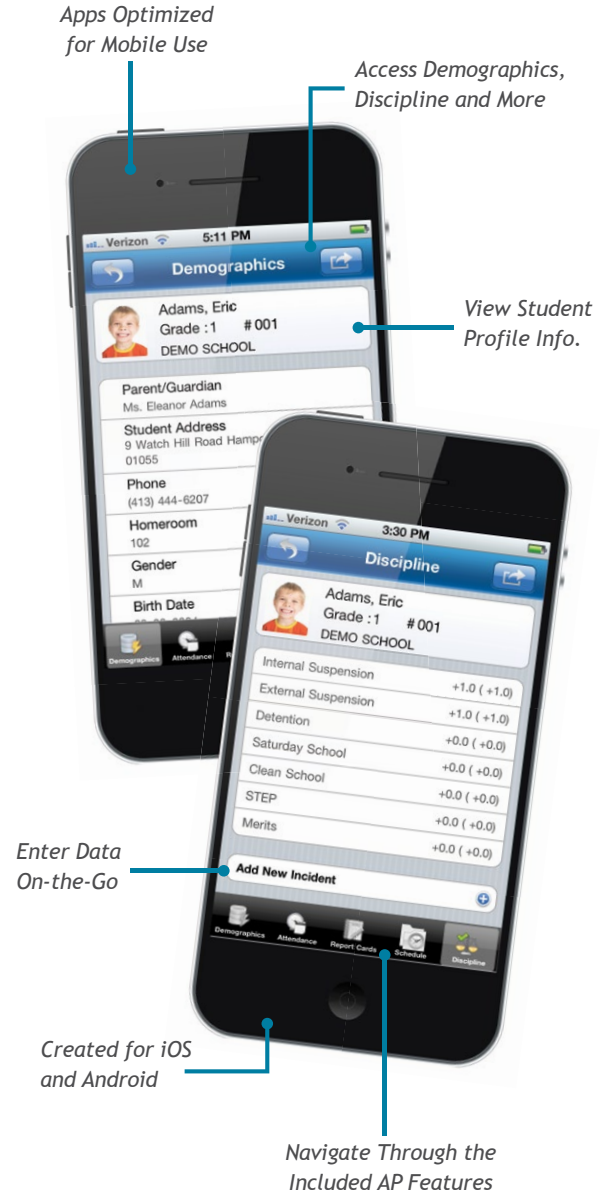 Apps Optimized
for Mobile Use
Access Demographics,
Discipline and More
Verizon 5:11 PM
Demographics
Adams, Eric
Grade :1 # 001
DEMO SCHOOL
View Student
Profile Info.
Parent/Guardian
Ms. Eleanor Adams
Student Address
9 Watch Hill Road
01055
Phone
(413) 444-6207
Homeroom
102
Gender
M
Birth Date
Demographics Attendance
Verizon 3:30 PM
Discipline
Adams, Eric
Grade :1 # 001
DEMO SCHOOL
Internal Suspension +1.0 ( +1.0)
External Suspension +1.0 ( +1.0)
Detention +0.0 ( +0.0)
Saturday School +0.0 ( +0.0)
Clean School +0.0 ( +0.0)
STEP +0.0 ( +0.0)
Merits +0.0 ( +0.0)
Enter Data
On-the-Go
Add New Incident
Demographics Attendance Report Cards Schedule Discipline
Created for iOS
and Android
Navigate Through the
Included AP Features